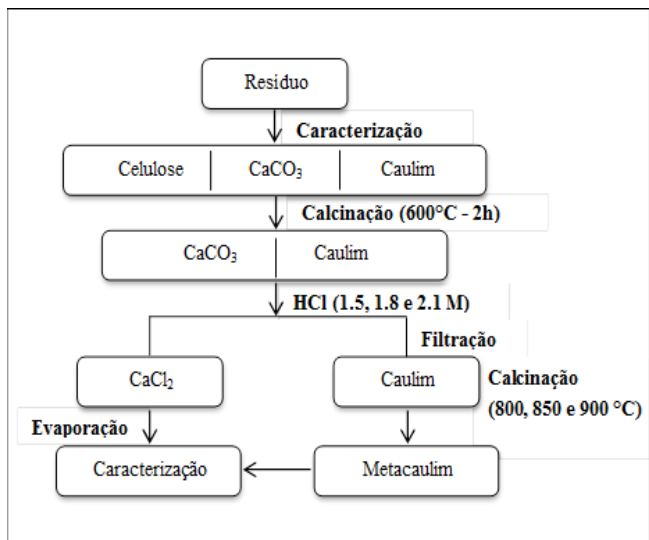 Residuo
Caracterização
Celulose CaCO₃ Caulim
Calcinação (600°C - 2h)
CaCO₃ Caulim
HCl (1.5, 1.8 e 2.1 M)
Filtração
CaCl₂ Caulim Calcinação
(800, 850 e 900 °C)
Evaporação
Caracterização Metacaulim